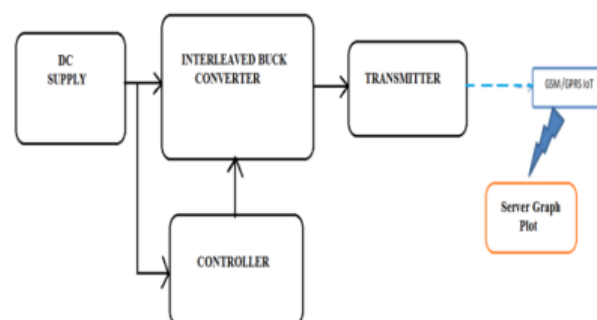 DC
SUPPLY
INTERLEAVED BUCK
CONVERTER
TRANSMITTER
GSM/GPRS IoT
Server Graph
Plot
CONTROLLER